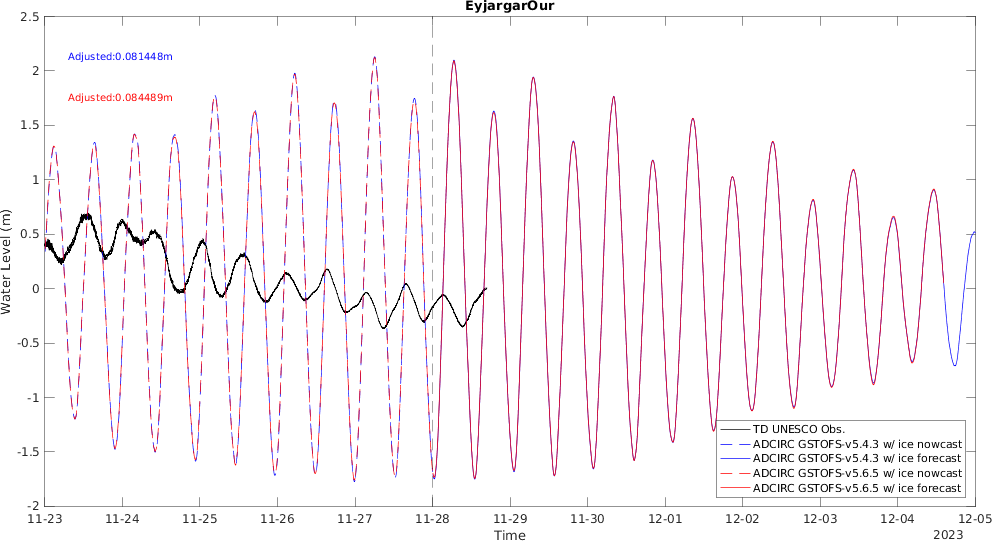 EyjargarOur
Adjusted:0.081448m
Adjusted:0.084489m
Water Level (m)
2.5
2
1.5
1
0.5
0
-0.5
-1
-1.5
-2
TD UNESCO Obs.
ADCIRC GSTOFS-v5.4.3 w/ ice nowcast
ADCIRC GSTOFS-v5.4.3 w/ ice forecast
ADCIRC GSTOFS-v5.6.5 w/ ice nowcast
ADCIRC GSTOFS-v5.6.5 w/ ice forecast
11-23 11-24 11-25 11-26 11-27 11-28 11-29 11-30 12-01 12-02 12-03 12-04 12-05
Time
2023